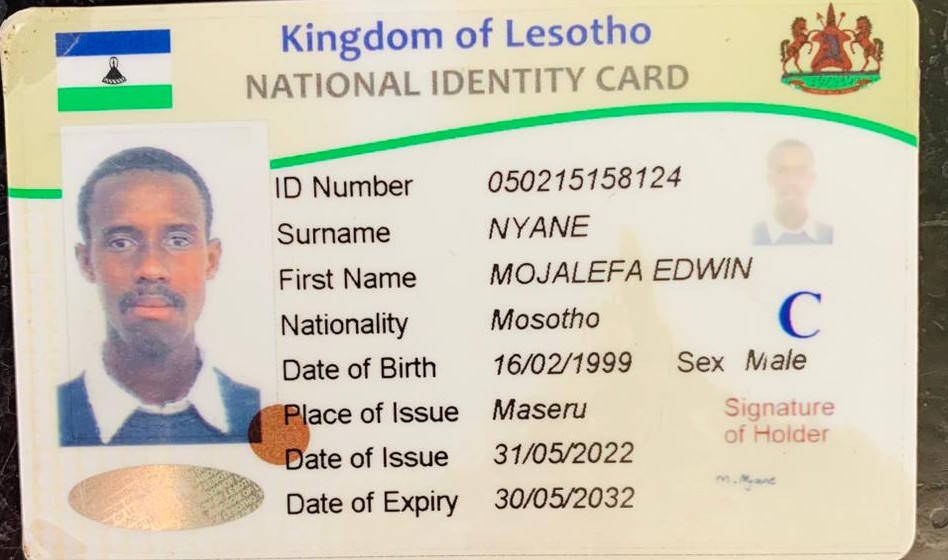 Kingdom of Lesotho
NATIONAL IDENTITY CARD
ID Number 050215158124
Surname NYANE
First Name MOJALEFA EDWIN
Nationality Mosotho
C
Date of Birth 16/02/1999 Sex Male
Place of Issue Maseru
Signature
of Holder
Date of Issue 31/05/2022
m. Nyane
Date of Expiry 30/05/2032